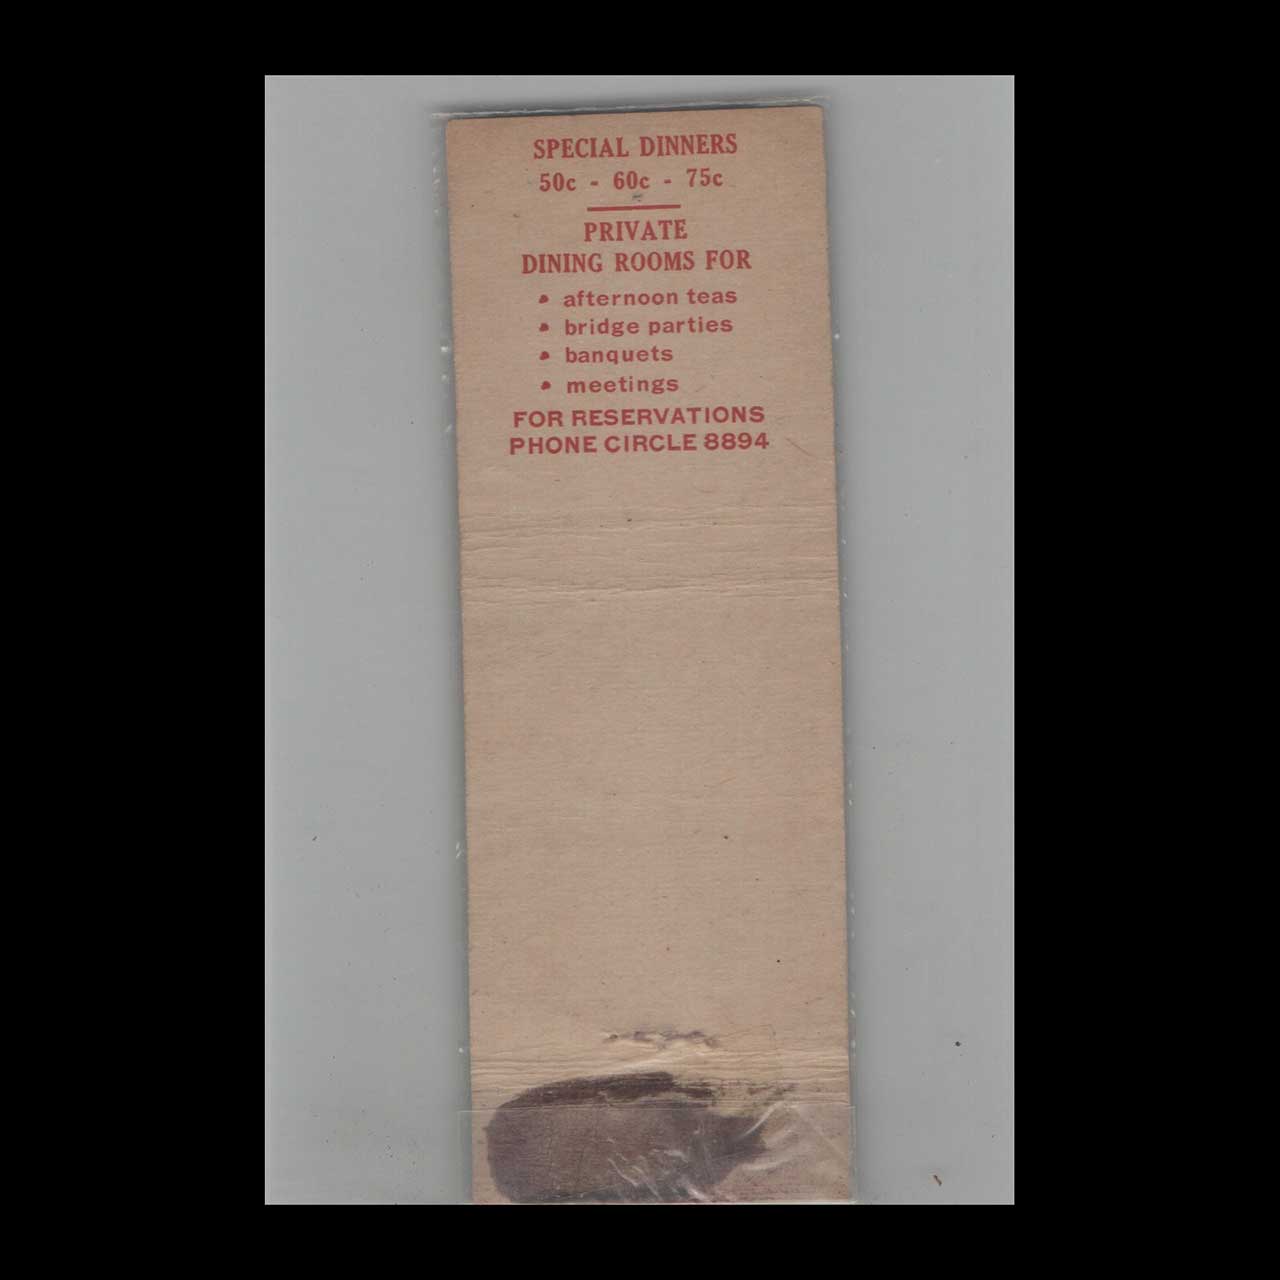 SPECIAL DINNERS
50c - 60c - 75c
PRIVATE
DINING ROOMS FOR
• afternoon teas
• bridge parties
• banquets
• meetings
FOR RESERVATIONS
PHONE CIRCLE 8894